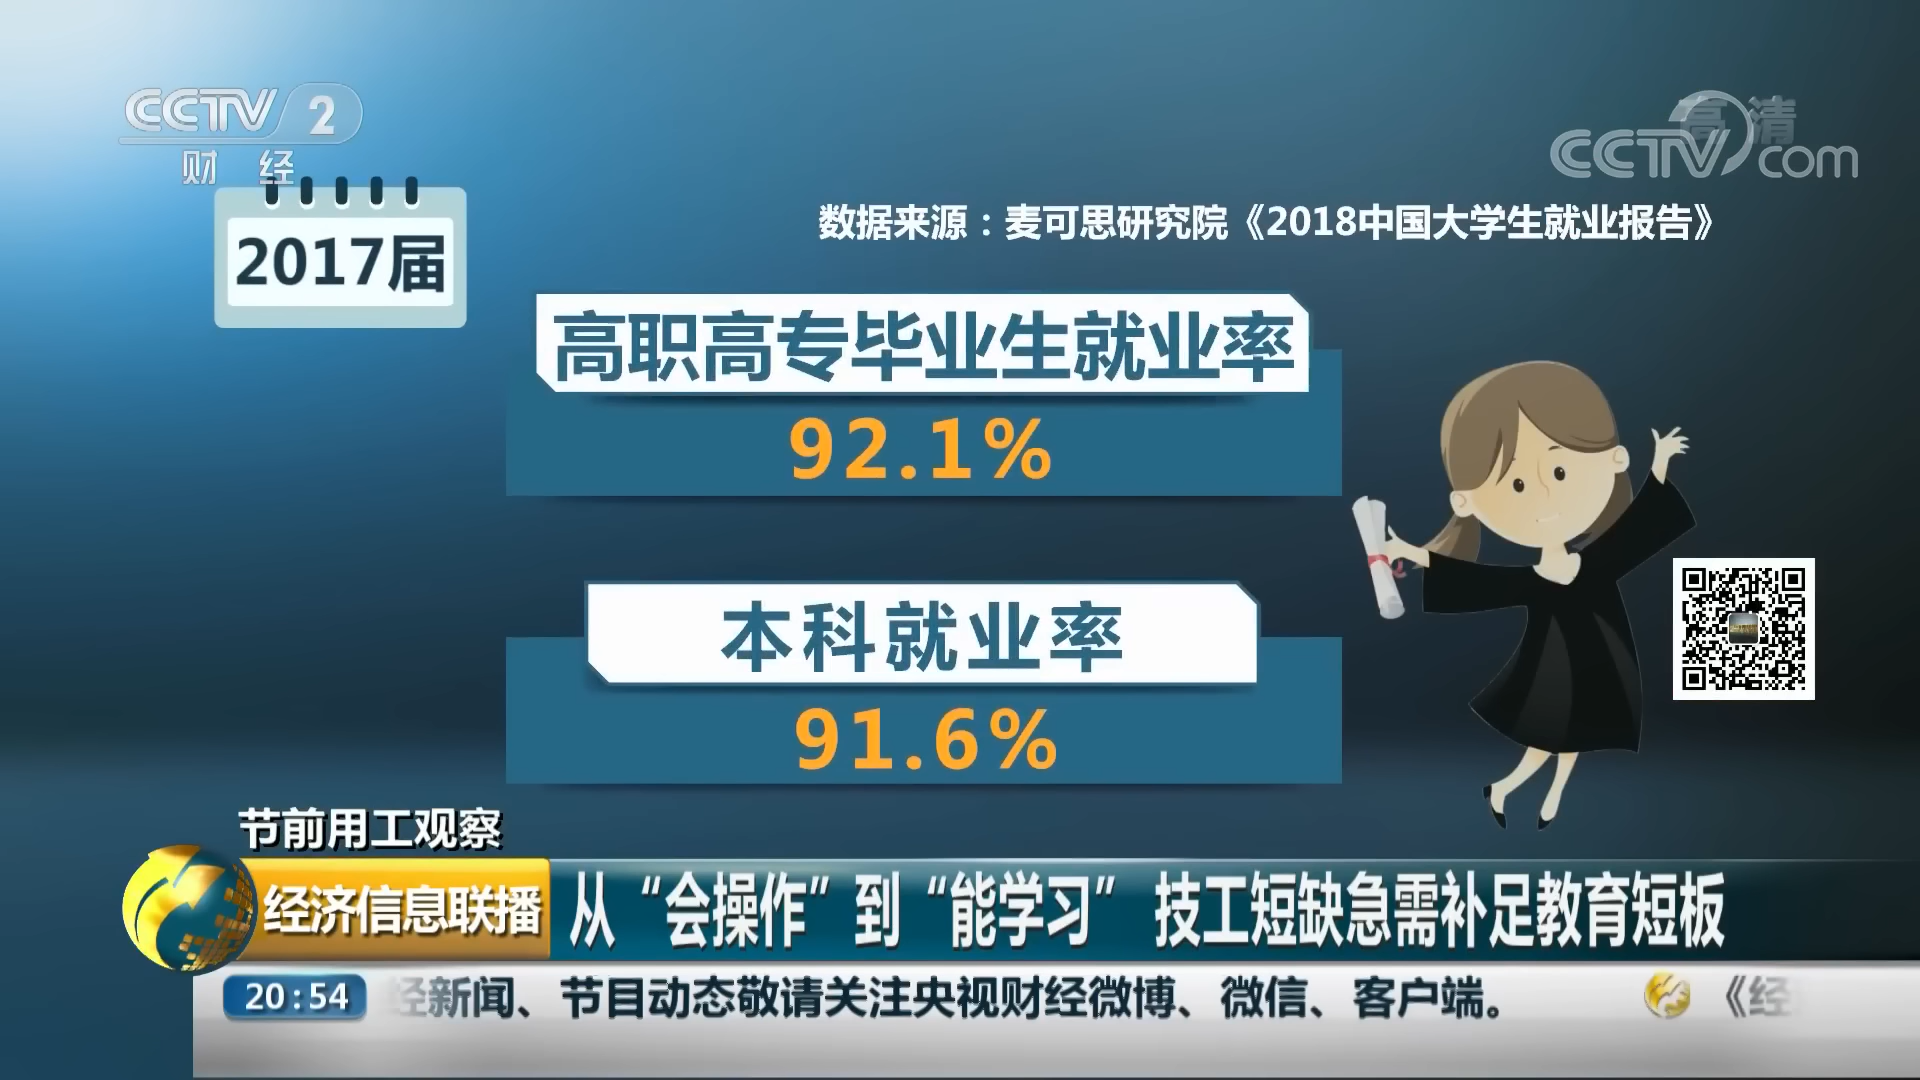 CCTV 2
财 经
高清
CCTV.com
数据来源：麦可思研究院《2018中国大学生就业报告》
2017届
高职高专毕业生就业率
92.1%
本科就业率
91.6%
节前用工观察
经济信息联播
从“会操作”到“能学习” 技工短缺急需补足教育短板
20:54
经新闻、节目动态敬请关注央视财经微博、微信、客户端。
《经